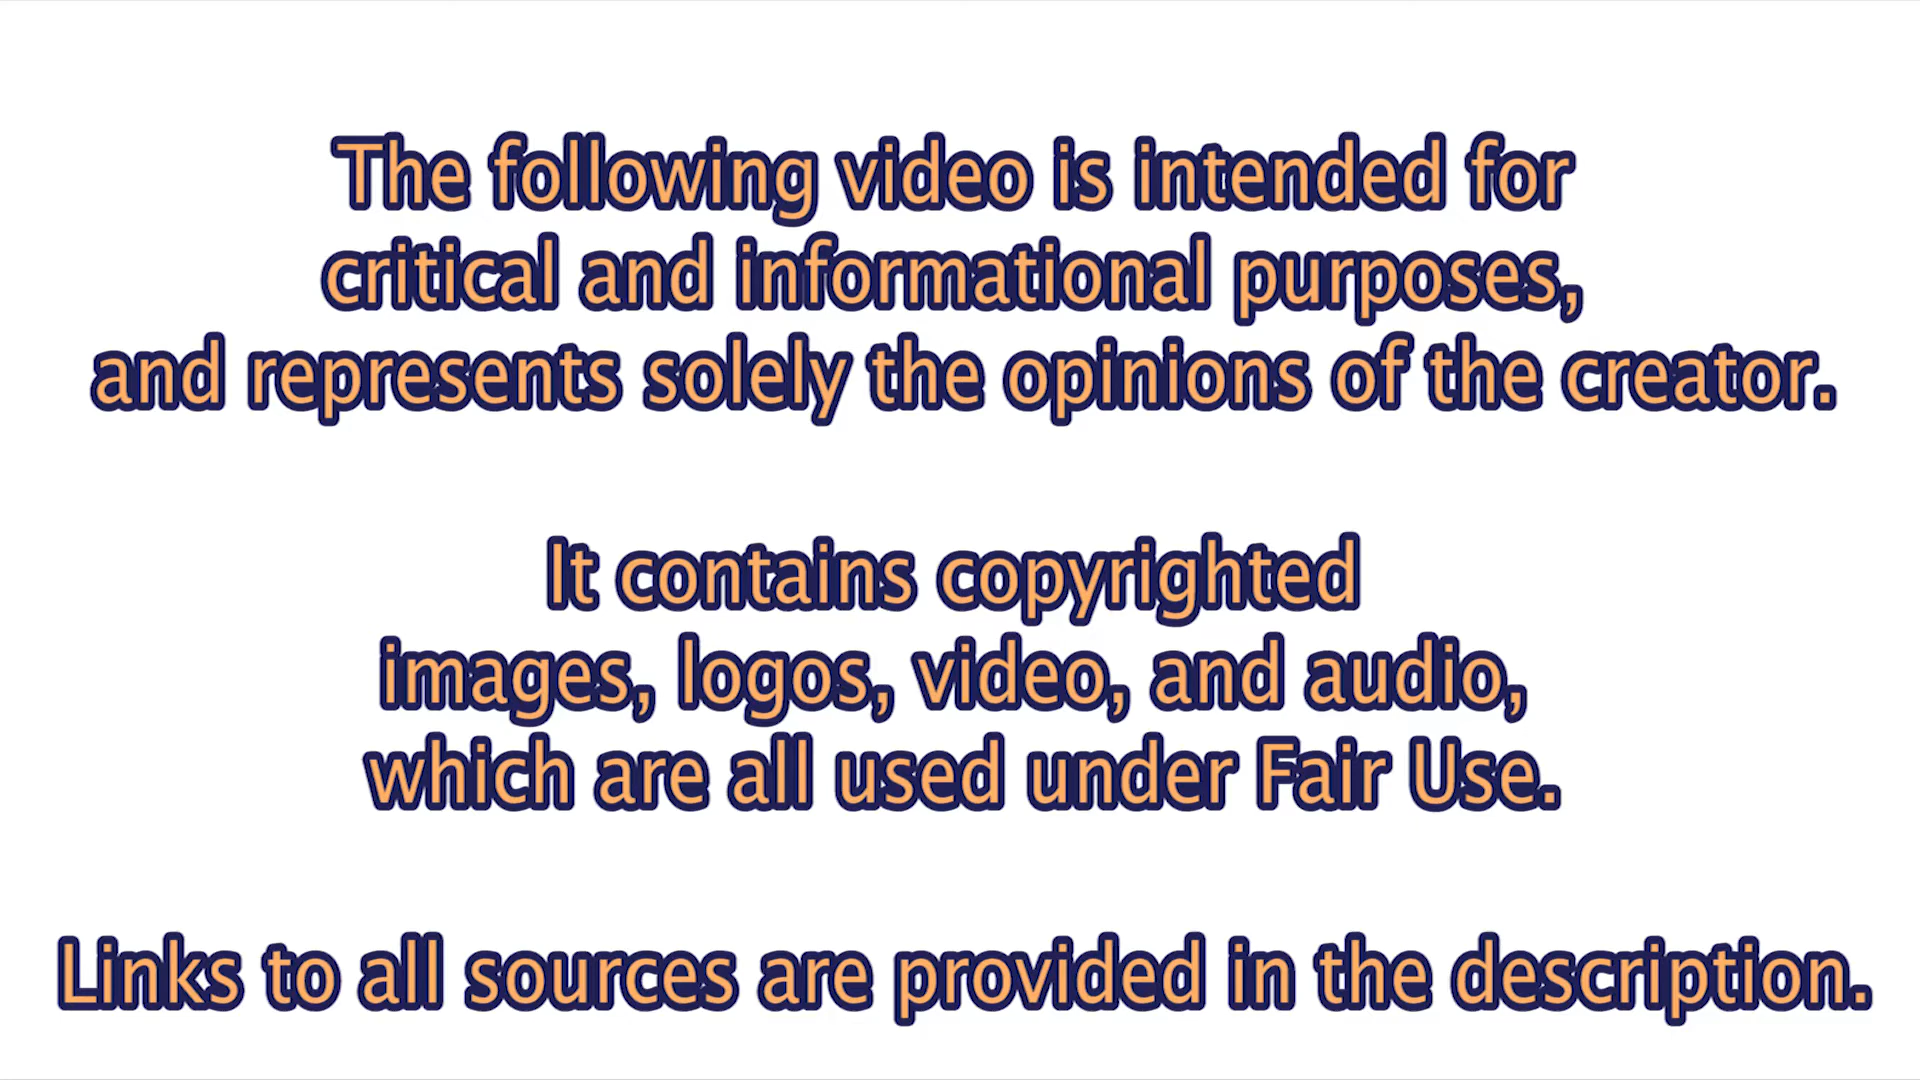 The following video is intended for
critical and informational purposes,
and represents solely the opinions of the creator.
It contains copyrighted
images, logos, video, and audio,
which are all used under Fair Use.
Links to all sources are provided in the description.